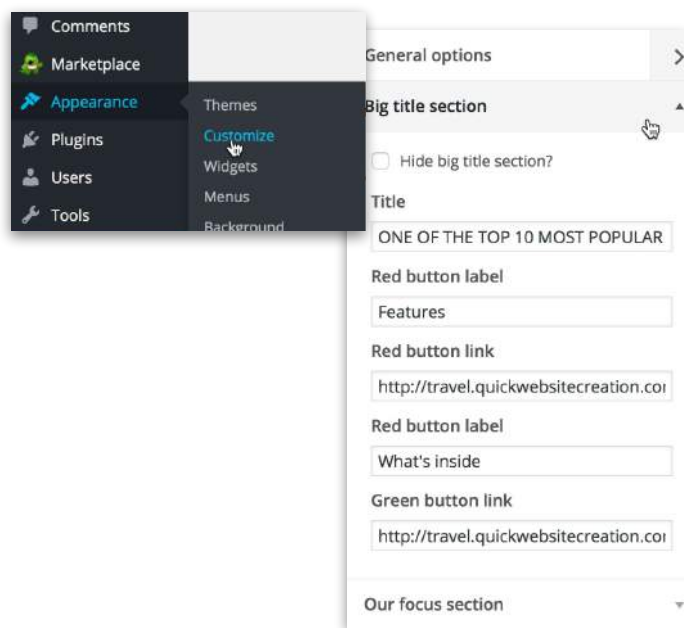 Comments
Marketplace
Appearance
Plugins
Users
Tools
Themes
Customize
Widgets
Menus
Background
General options
Big title section
Hide big title section?
Title
ONE OF THE TOP 10 MOST POPULAR
Red button label
Features
Red button link
http://travel.quickwebsitecreation.co
Red button label
What's inside
Green button link
http://travel.quickwebsitecreation.co
Our focus section